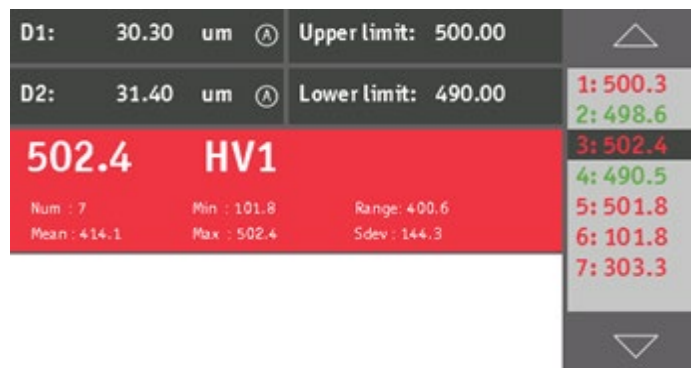 D1: 30.30 um Ⓐ Upper limit: 500.00
D2: 31.40 um Ⓐ Lower limit: 490.00
502.4 HV1
Num : 7 Min : 101.8 Range: 400.6
Mean : 414.1 Max : 502.4 Sdev : 144.3
1: 500.3
2: 498.6
3: 502.4
4: 490.5
5: 501.8
6: 101.8
7: 303.3